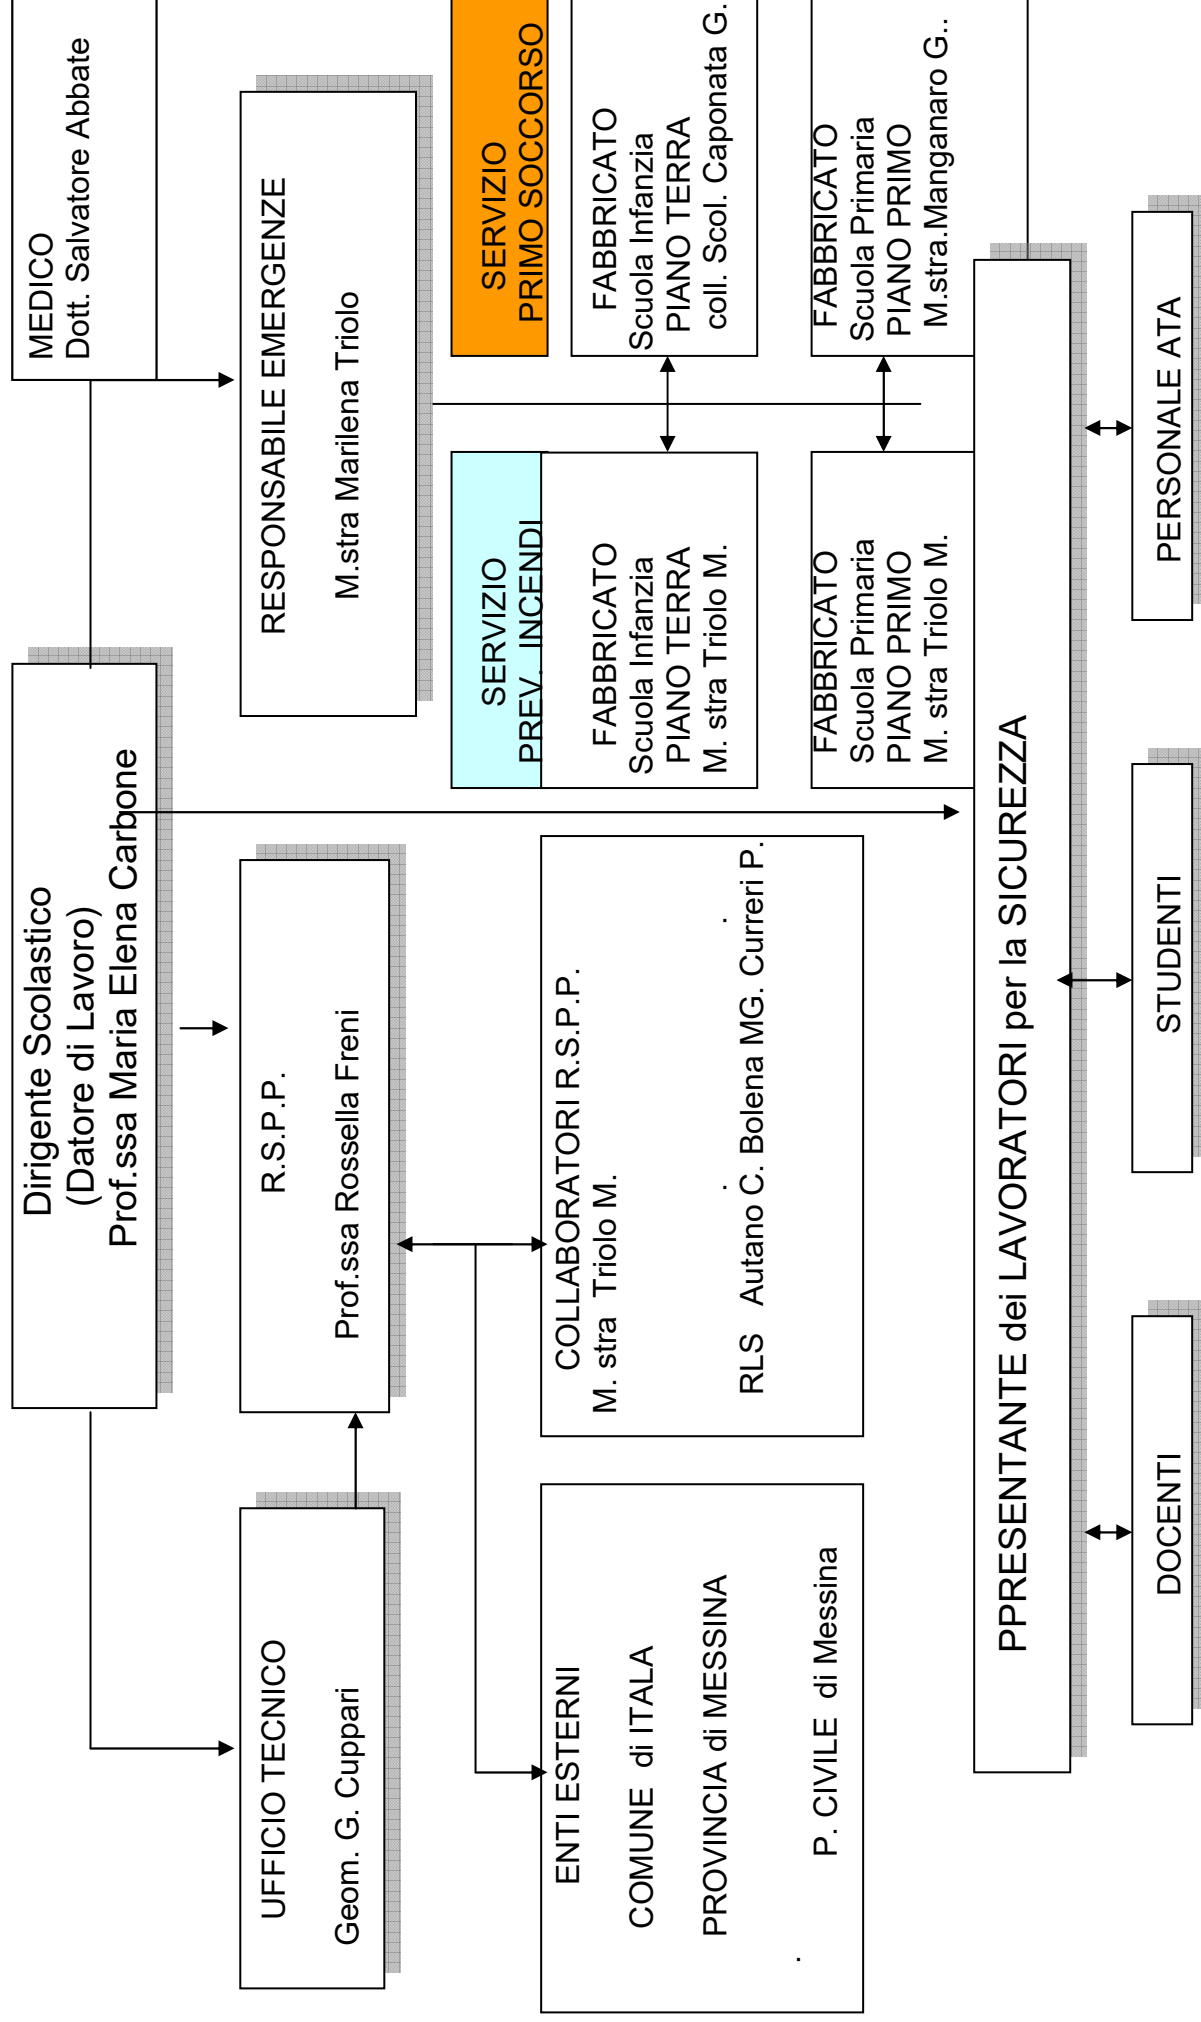 Dirigente Scolastico
(Datore di Lavoro)
Prof.ssa Maria Elena Carbone
MEDICO
Dott. Salvatore Abbate
UFFICIO TECNICO
Geom. G. Cuppari
R.S.P.P.
Prof.ssa Rossella Freni
RESPONSABILE EMERGENZE
M.stra Marilena Triolo
ENTI ESTERNI
COMUNE di ITALA
PROVINCIA di MESSINA
.
P. CIVILE di Messina
COLLABORATORI R.S.P.P.
M. stra Triolo M.
. .
RLS Autano C. Bolena MG. Curreri P.
SERVIZIO
PREV. INCENDI
FABBRICATO
Scuola Infanzia
PIANO TERRA
M. stra Triolo M.
FABBRICATO
Scuola Primaria
PIANO PRIMO
M. stra Triolo M.
SERVIZIO
PRIMO SOCCORSO
FABBRICATO
Scuola Infanzia
PIANO TERRA
coll. Scol. Caponata G.
FABBRICATO
Scuola Primaria
PIANO PRIMO
M.stra.Manganaro G..
PPRESENTANTE dei LAVORATORI per la SICUREZZA
DOCENTI
STUDENTI
PERSONALE ATA